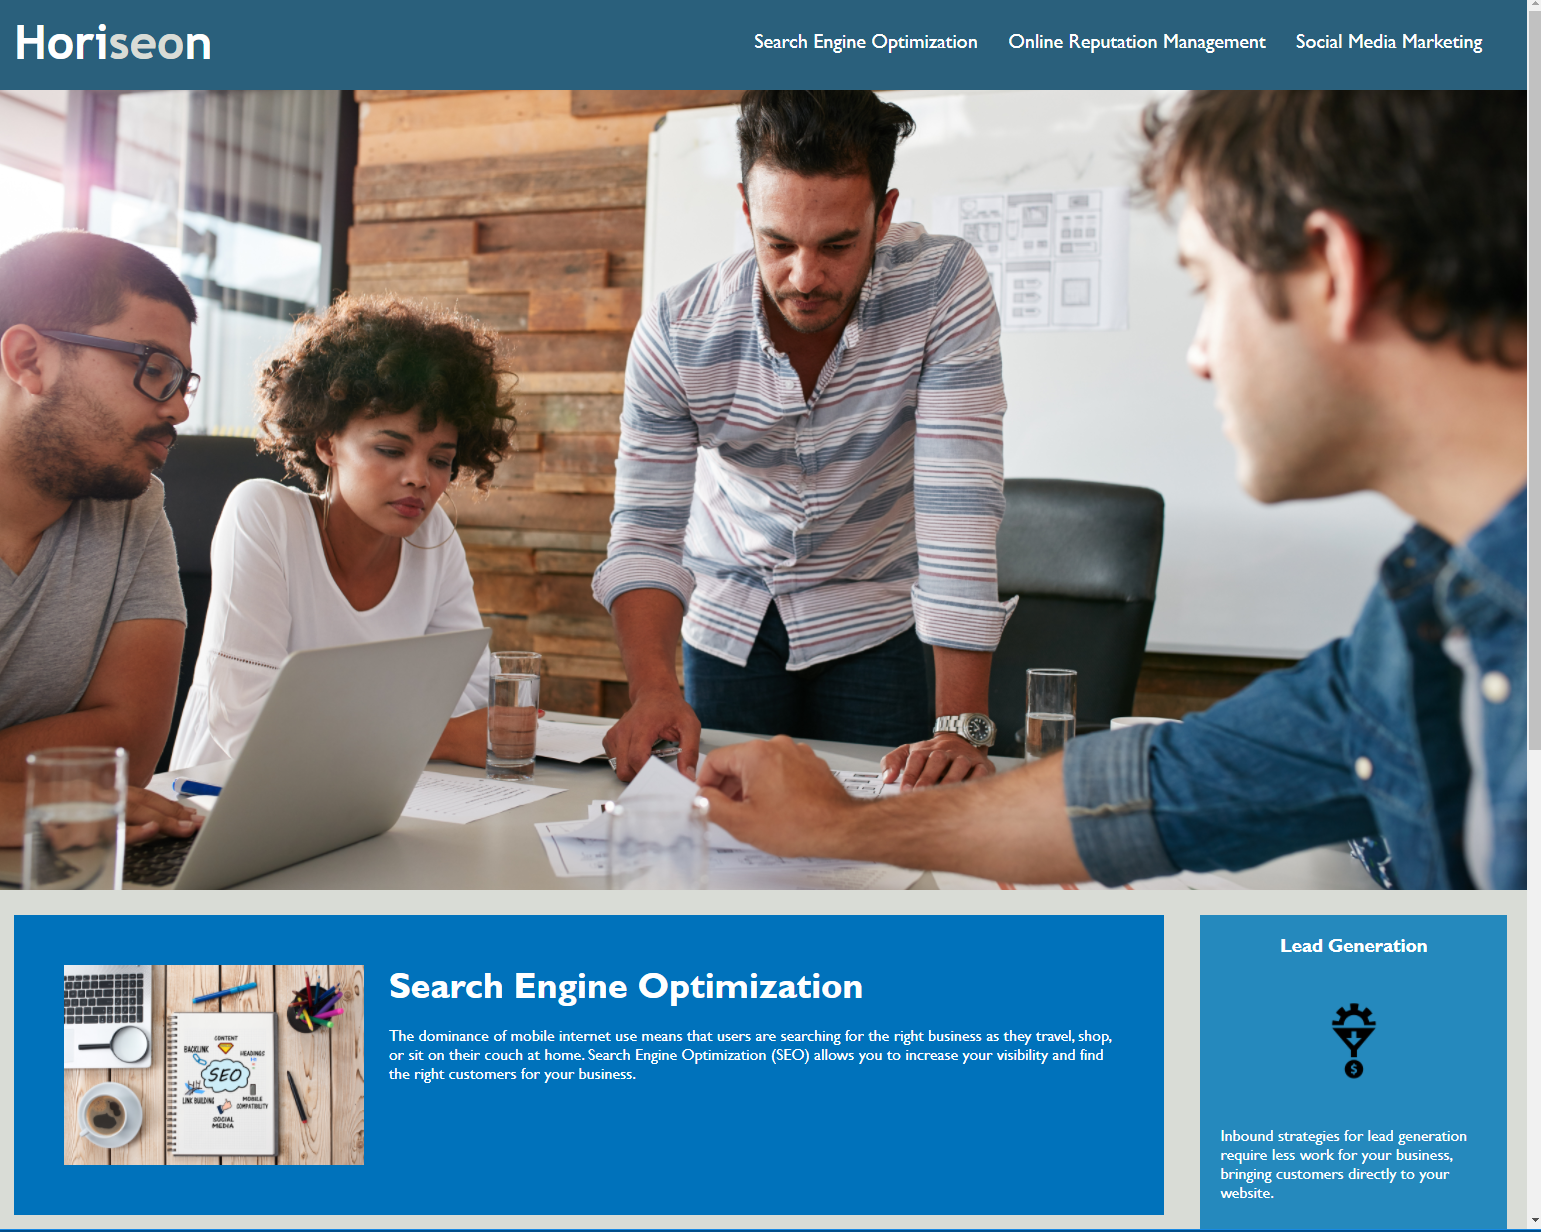 Horiseon
Search Engine Optimization
Online Reputation Management
Social Media Marketing
Search Engine Optimization
The dominance of mobile internet use means that users are searching for the right business as they travel, shop,
or sit on their couch at home. Search Engine Optimization (SEO) allows you to increase your visibility and find
the right customers for your business.
CONTENT
BACKLINK
HEADINGS
SEO
LINK BUILDING
MOBILE
COMPATIBILITY
SOCIAL
MEDIA
Lead Generation
$
Inbound strategies for lead generation
require less work for your business,
bringing customers directly to your
website.